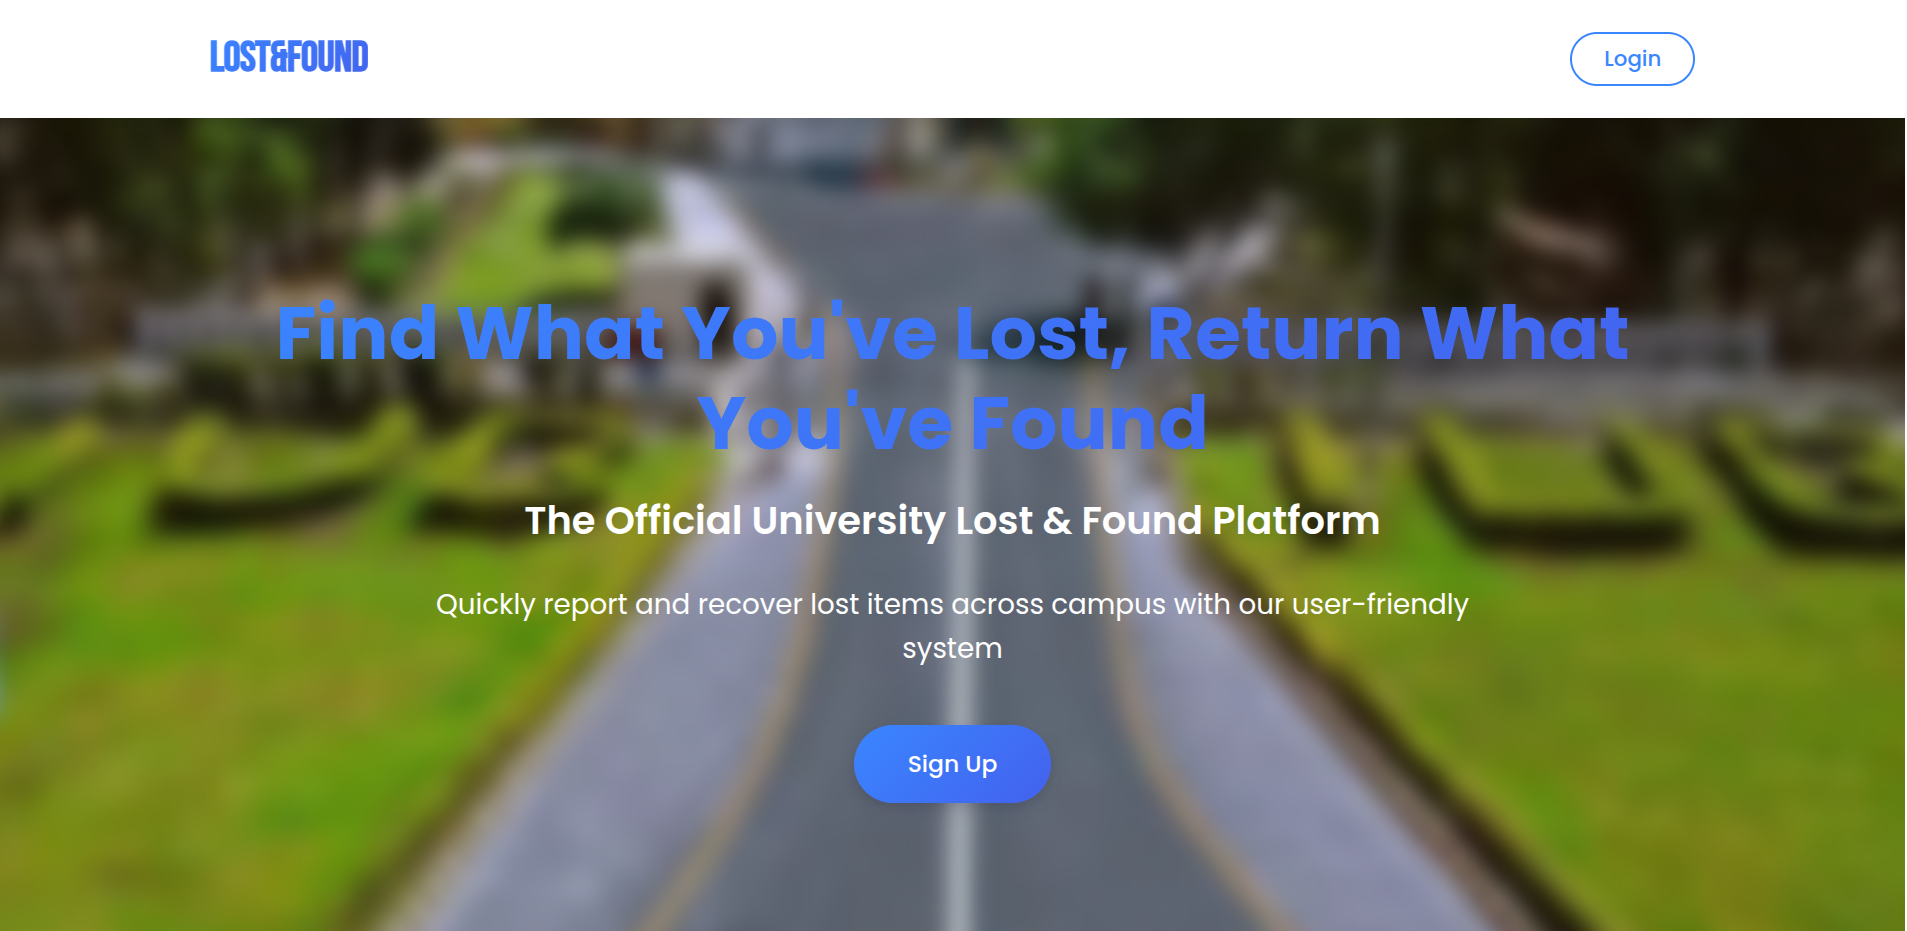 LOST&FOUND
Login
Find What You've Lost, Return What
You've Found
The Official University Lost & Found Platform
Quickly report and recover lost items across campus with our user-friendly
system
Sign Up